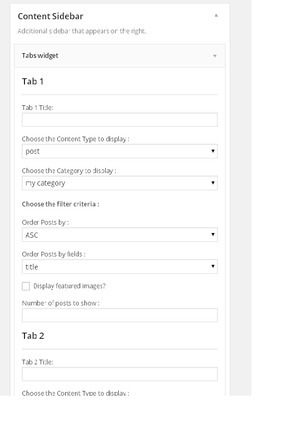 Content Sidebar
Additional sidebar that appears on the right.
Tabs widget
Tab 1
Tab 1 Title:
Choose the Content Type to display :
post
Choose the Category to display :
my category
Choose the filter criteria :
Order Posts by :
ASC
Order Posts by fields :
title
Display featured images?
Number of posts to show :
Tab 2
Tab 2 Title:
Choose the Content Type to display :